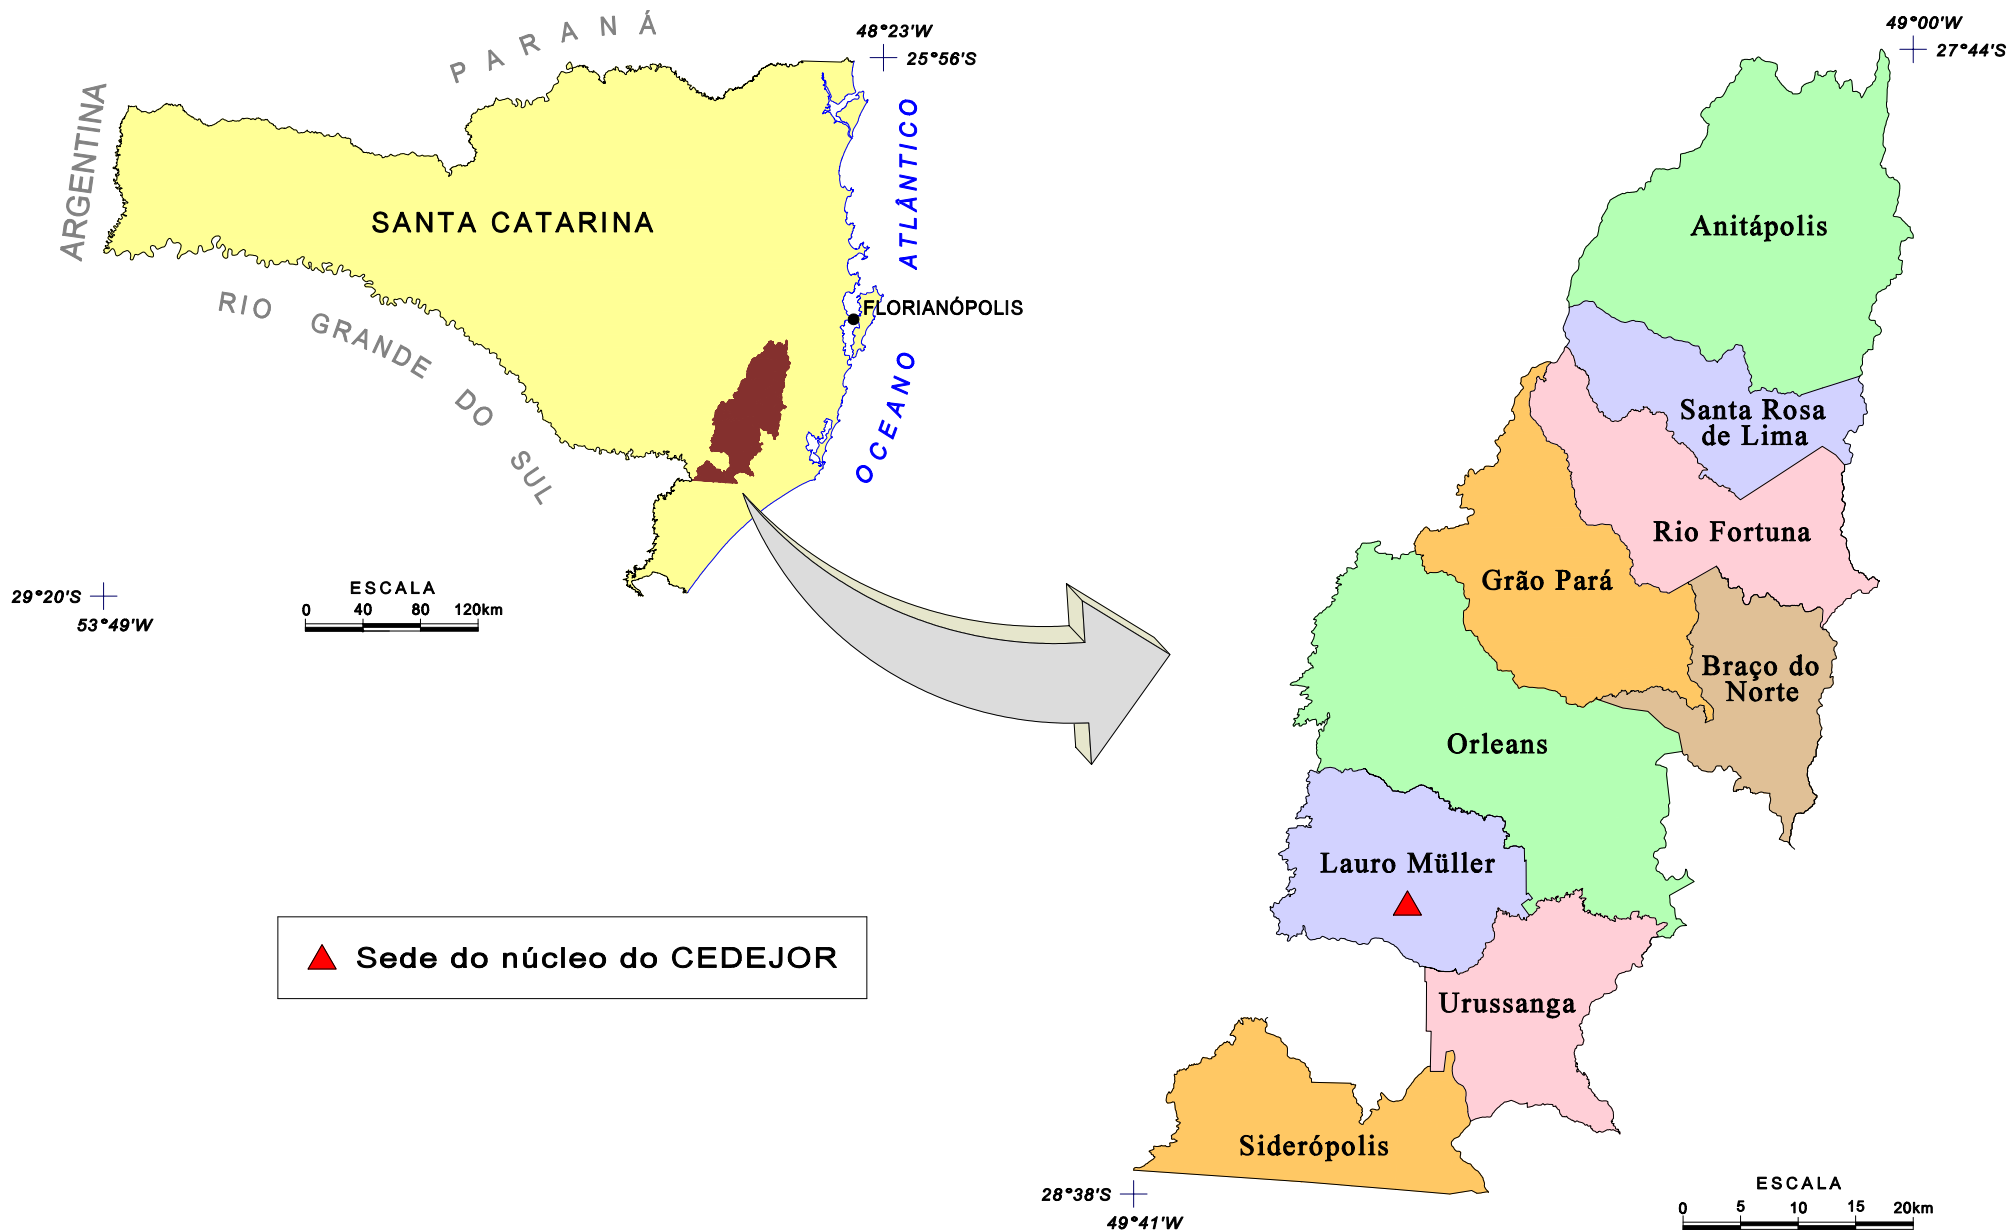 PARANÁ
48°23'W
25°56'S
ARGENTINA
SANTA CATARINA
OCEANO ATLÂNTICO
FLORIANÓPOLIS
RIO GRANDE DO SUL
29°20'S
53°49'W
ESCALA
0 40 80 120km
Sede do núcleo do CEDEJOR
49°00'W
27°44'S
Anitápolis
Santa Rosa
de Lima
Rio Fortuna
Grão Pará
Braço do
Norte
Orleans
Lauro Müller
Urussanga
Siderópolis
28°38'S
49°41'W
ESCALA
0 5 10 15 20km